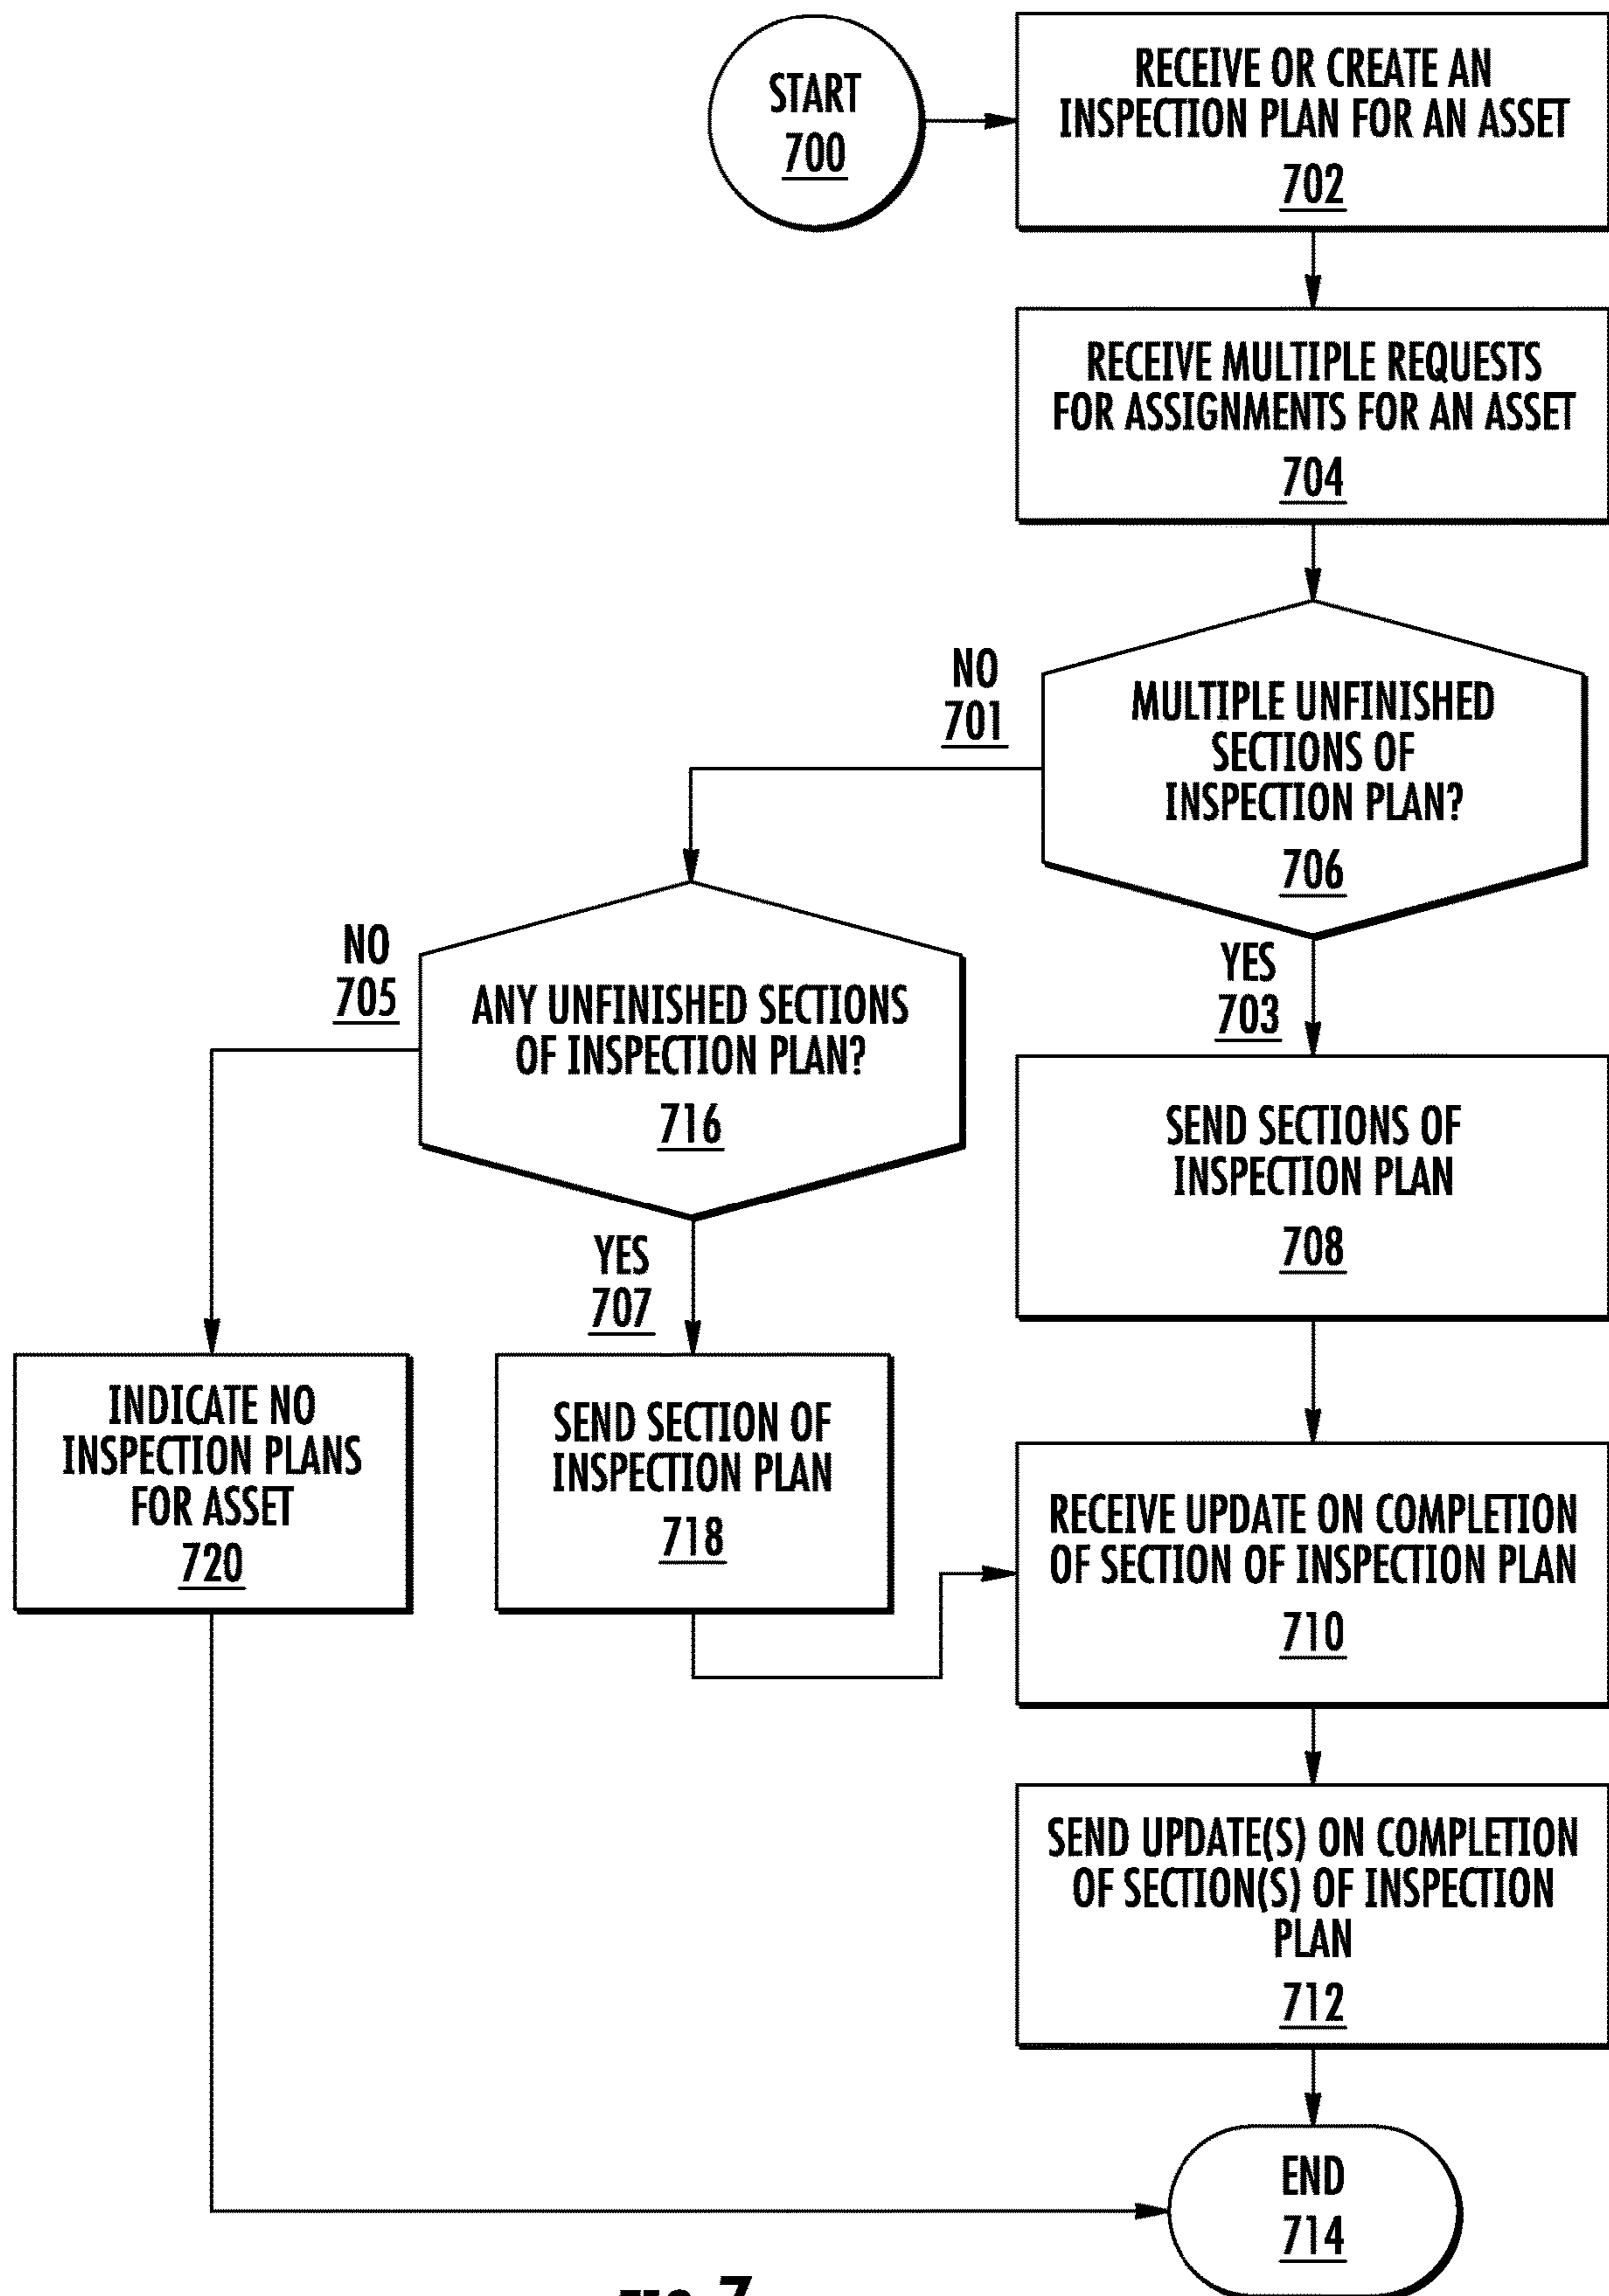 START
700
RECEIVE OR CREATE AN
INSPECTION PLAN FOR AN ASSET
702
RECEIVE MULTIPLE REQUESTS
FOR ASSIGNMENTS FOR AN ASSET
704
NO
701
MULTIPLE UNFINISHED
SECTIONS OF
INSPECTION PLAN?
706
NO
705
ANY UNFINISHED SECTIONS
OF INSPECTION PLAN?
716
YES
703
SEND SECTIONS OF
INSPECTION PLAN
708
YES
707
INDICATE NO
INSPECTION PLANS
FOR ASSET
720
SEND SECTION OF
INSPECTION PLAN
718
RECEIVE UPDATE ON COMPLETION
OF SECTION OF INSPECTION PLAN
710
SEND UPDATE(S) ON COMPLETION
OF SECTION(S) OF INSPECTION
PLAN
712
END
714
FIG. 7